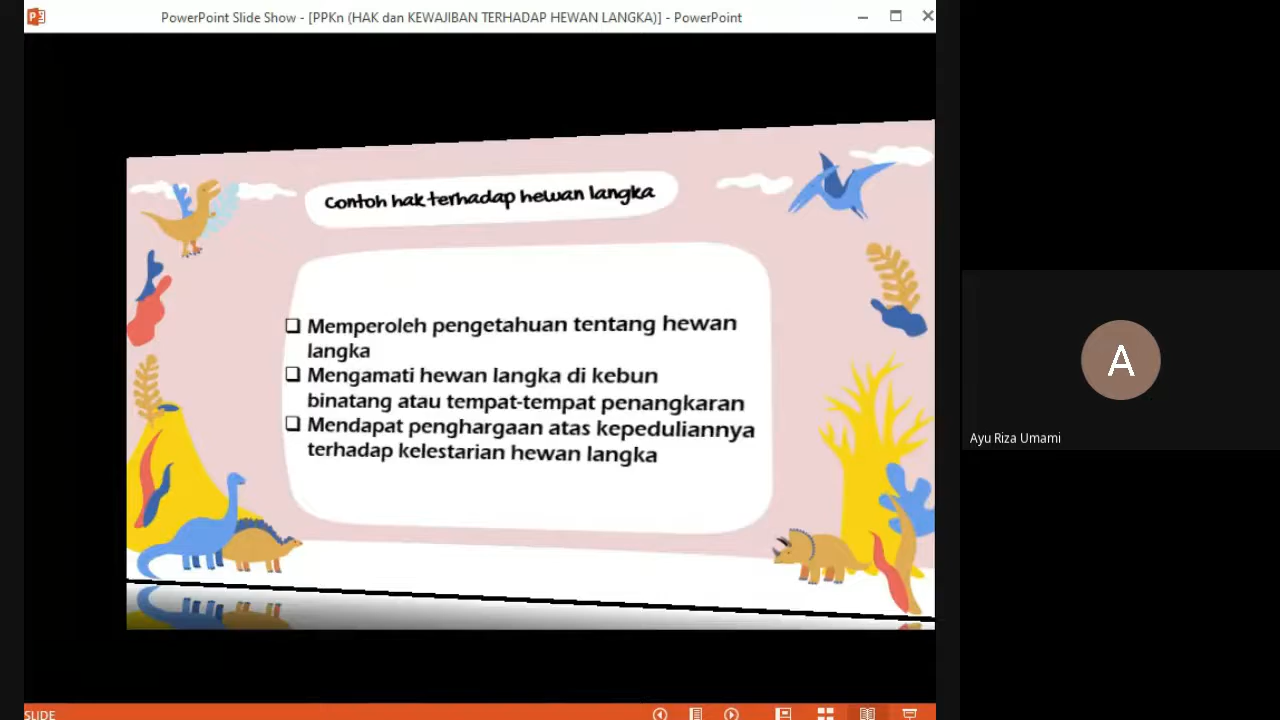 PowerPoint Slide Show - [PPKn (HAK dan KEWAJIBAN TERHADAP HEWAN LANGKA)] - PowerPoint
Contoh hak terhadap hewan langka
Memperoleh pengetahuan tentang hewan
langka
Mengamati hewan langka di kebun
binatang atau tempat-tempat penangkaran
Mendapat penghargaan atas kepeduliannya
terhadap kelestarian hewan langka
A
Ayu Riza Umami
SLIDE